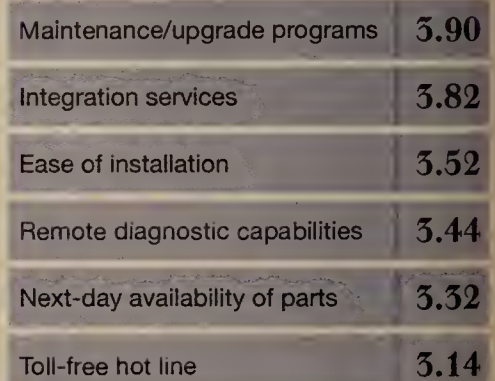 Maintenance/upgrade programs 3.90
Integration services 3.82
Ease of installation 3.52
Remote diagnostic capabilities 3.44
Next-day availability of parts 3.32
Toll-free hot line 3.14